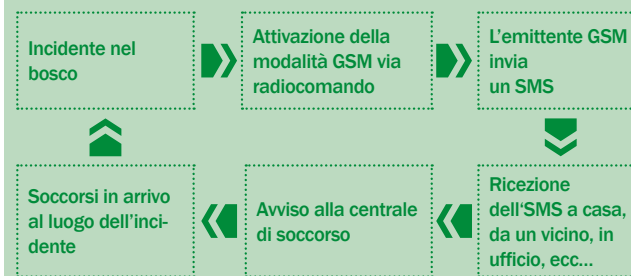 Incidente nel
bosco
Attivazione della
modalità GSM via
radiocomando
L'emittente GSM
invia
un SMS
Soccorsi in arrivo
al luogo dell'inci-
dente
Avviso alla centrale
di soccorso
Ricezione
dell'SMS a casa,
da un vicino, in
ufficio, ecc...